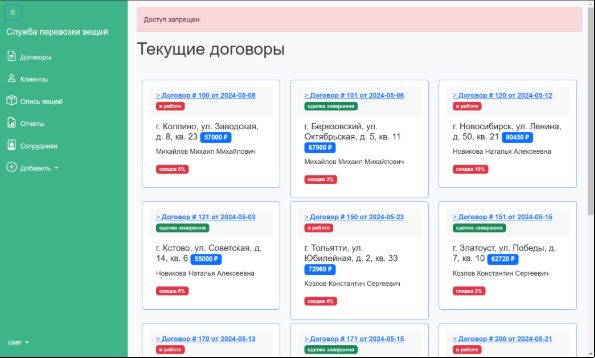 Служба перевозки вещей
Договоры
Клиенты
Опись вещей
Отчеты
Сотрудники
Добавить
user
Доступ запрещен.
Текущие договоры
> Договор # 100 от 2024-05-08
в работе
г. Колпино, ул. Заводская,
д. 8, кв. 23 57000 ₽
Михайлов Михаил Михайлович
скидка 5%
> Договор # 101 от 2024-05-06
сделка завершена
г. Березовский, ул.
Октябрьская, д. 5, кв. 11
67900 ₽
Михайлов Михаил Михайлович
скидка 3%
> Договор # 120 от 2024-05-12
в работе
г. Новосибирск, ул. Ленина,
д. 50, кв. 21 90450 ₽
Новикова Наталья Алексеевна
скидка 10%
> Договор # 121 от 2024-05-03
сделка завершена
г. Кстово, ул. Советская, д.
14, кв. 6 55000 ₽
Новикова Наталья Алексеевна
> Договор # 150 от 2024-05-23
в работе
г. Тольятти, ул.
Юбилейная, д. 2, кв. 33
72960 ₽
Козлов Константин Сергеевич
скидка 4%
> Договор # 151 от 2024-05-15
сделка завершена
г. Златоуст, ул. Победы, д.
7, кв. 10 62720 ₽
Козлов Константин Сергеевич
скидка 2%
> Договор # 170 от 2024-05-13
в работе
> Договор # 171 от 2024-05-15
сделка завершена
> Договор # 200 от 2024-05-21
в работе